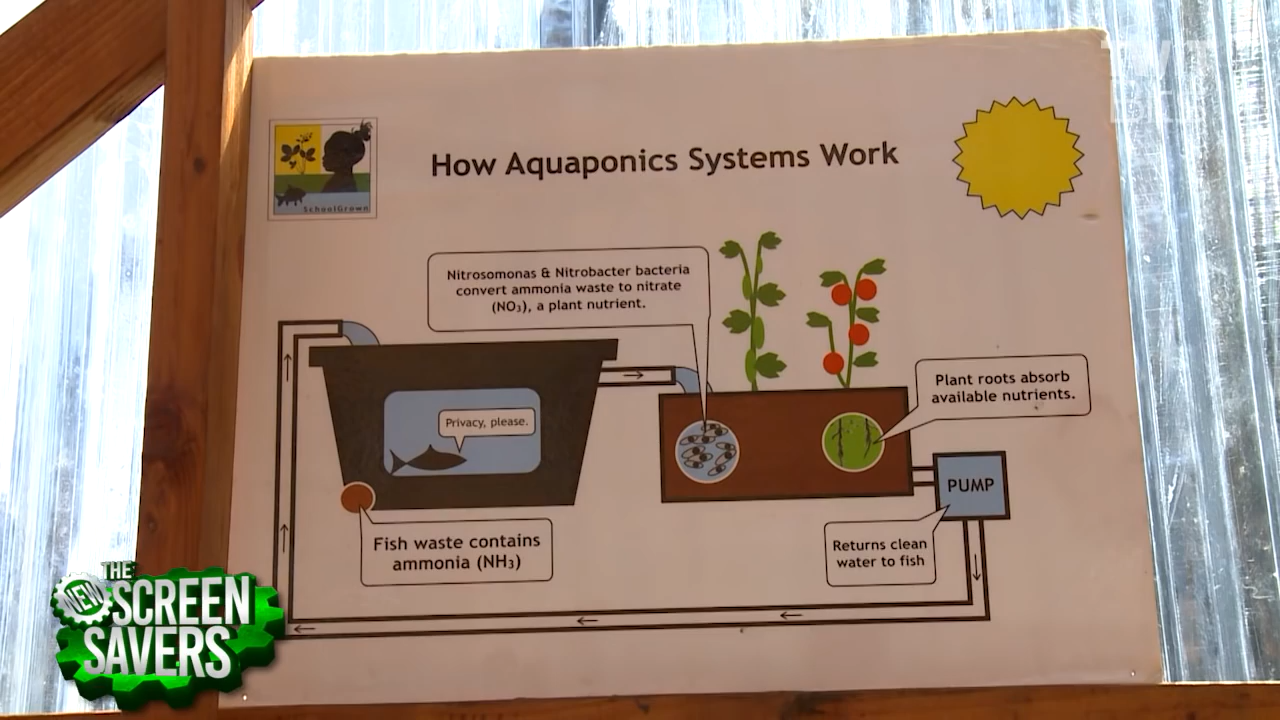 How Aquaponics Systems Work
SchoolGrown
Nitrosomonas & Nitrobacter bacteria
convert ammonia waste to nitrate
(NO₃), a plant nutrient.
Privacy, please.
Plant roots absorb
available nutrients.
PUMP
Fish waste contains
ammonia (NH₃)
Returns clean
water to fish
THE
NEW SCREEN
SAVERS